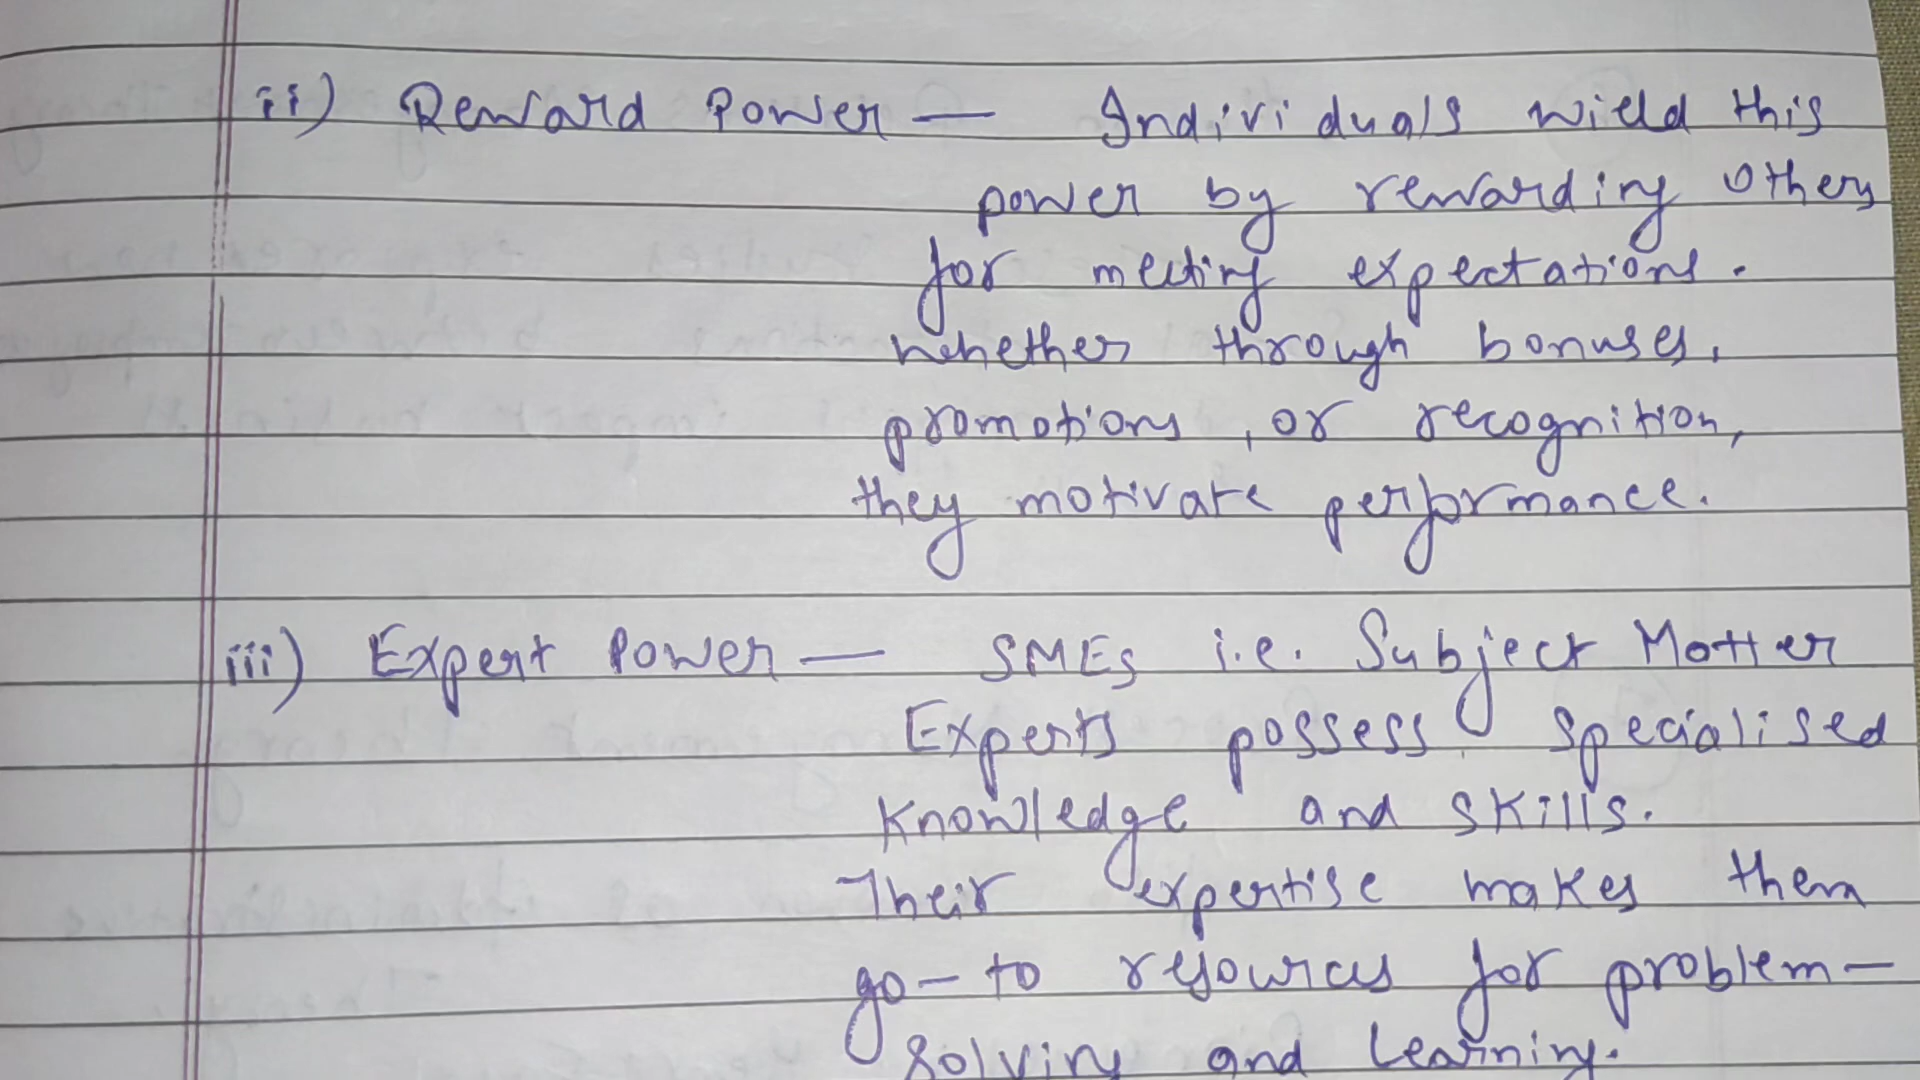 ii) Reward Power — Individuals wield this
power by rewarding others
for meeting expectations.
whether through bonuses,
promotions, or recognition,
they motivate performance.
iii) Expert Power — SMEs i.e. Subject Matter
Experts possess specialised
knowledge and skills.
Their expertise makes them
go-to resources for problem-
solving and learning.